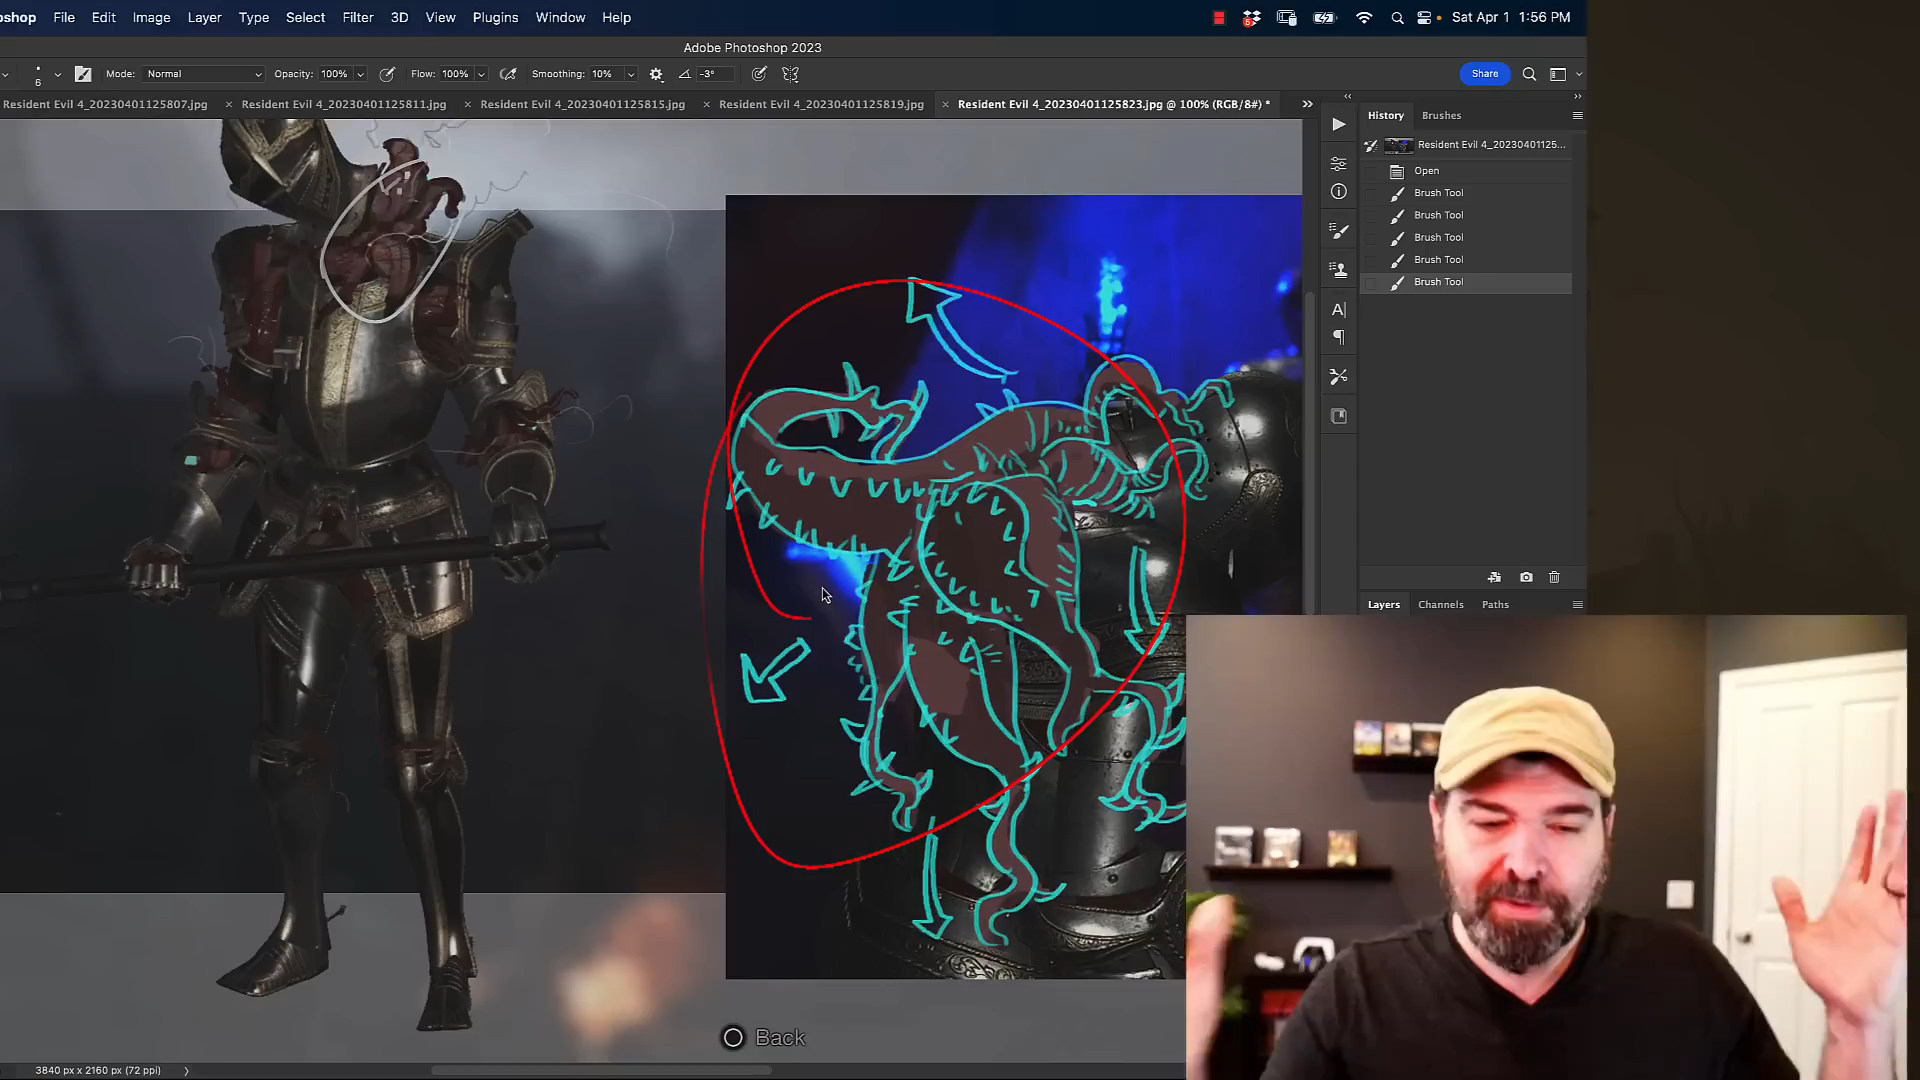 oshop File Edit Image Layer Type Select Filter 3D View Plugins Window Help Sat Apr 1 1:56 PM
Adobe Photoshop 2023
6 Mode: Normal Opacity: 100% Flow: 100% Smoothing: 10% -3° Share
Resident Evil 4_20230401125807.jpg × Resident Evil 4_20230401125811.jpg × Resident Evil 4_20230401125815.jpg × Resident Evil 4_20230401125819.jpg × Resident Evil 4_20230401125823.jpg @ 100% (RGB/8#) *
History Brushes
Resident Evil 4_20230401125...
Open
Brush Tool
Brush Tool
Brush Tool
Brush Tool
Brush Tool
Layers Channels Paths
Back
3840 px x 2160 px (72 ppi)